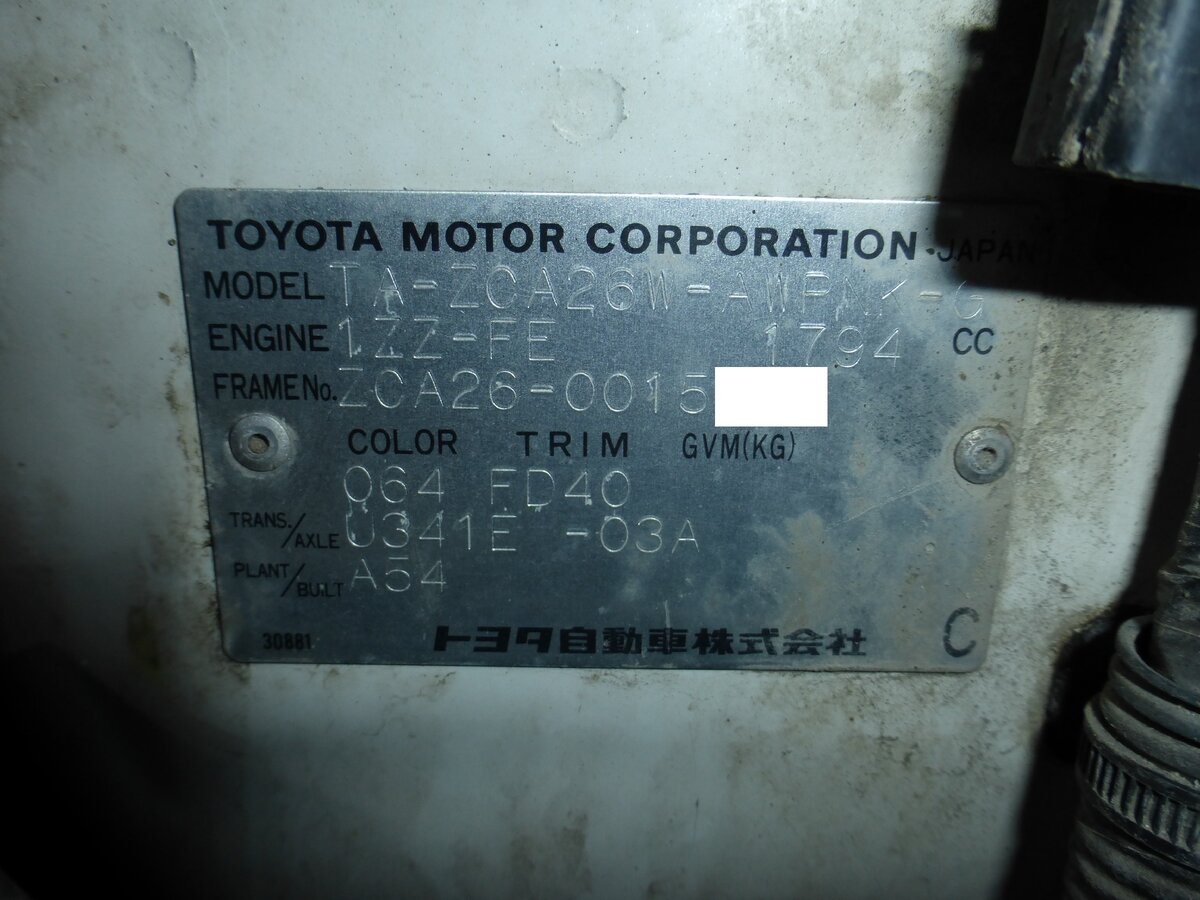 TOYOTA MOTOR CORPORATION JAPAN
MODEL TA-ZCA26W-AWPNK-G
ENGINE 1ZZ-FE 1794 CC
FRAME No. ZCA26-0015
COLOR TRIM GVM(KG)
064 FD40
TRANS./AXLE U341E -03A
PLANT/BUILT A54
30881 トヨタ自動車株式会社 C